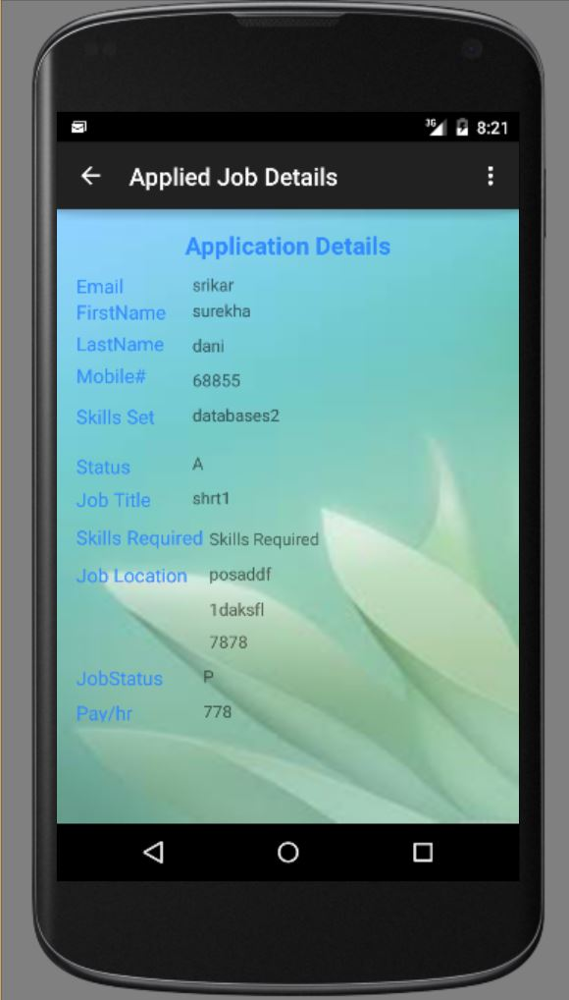 3G 8:21
Applied Job Details
Application Details
Email srikar
FirstName surekha
LastName dani
Mobile# 68855
Skills Set databases2
Status A
Job Title shrt1
Skills Required Skills Required
Job Location posaddf
1daksfl
7878
JobStatus P
Pay/hr 778